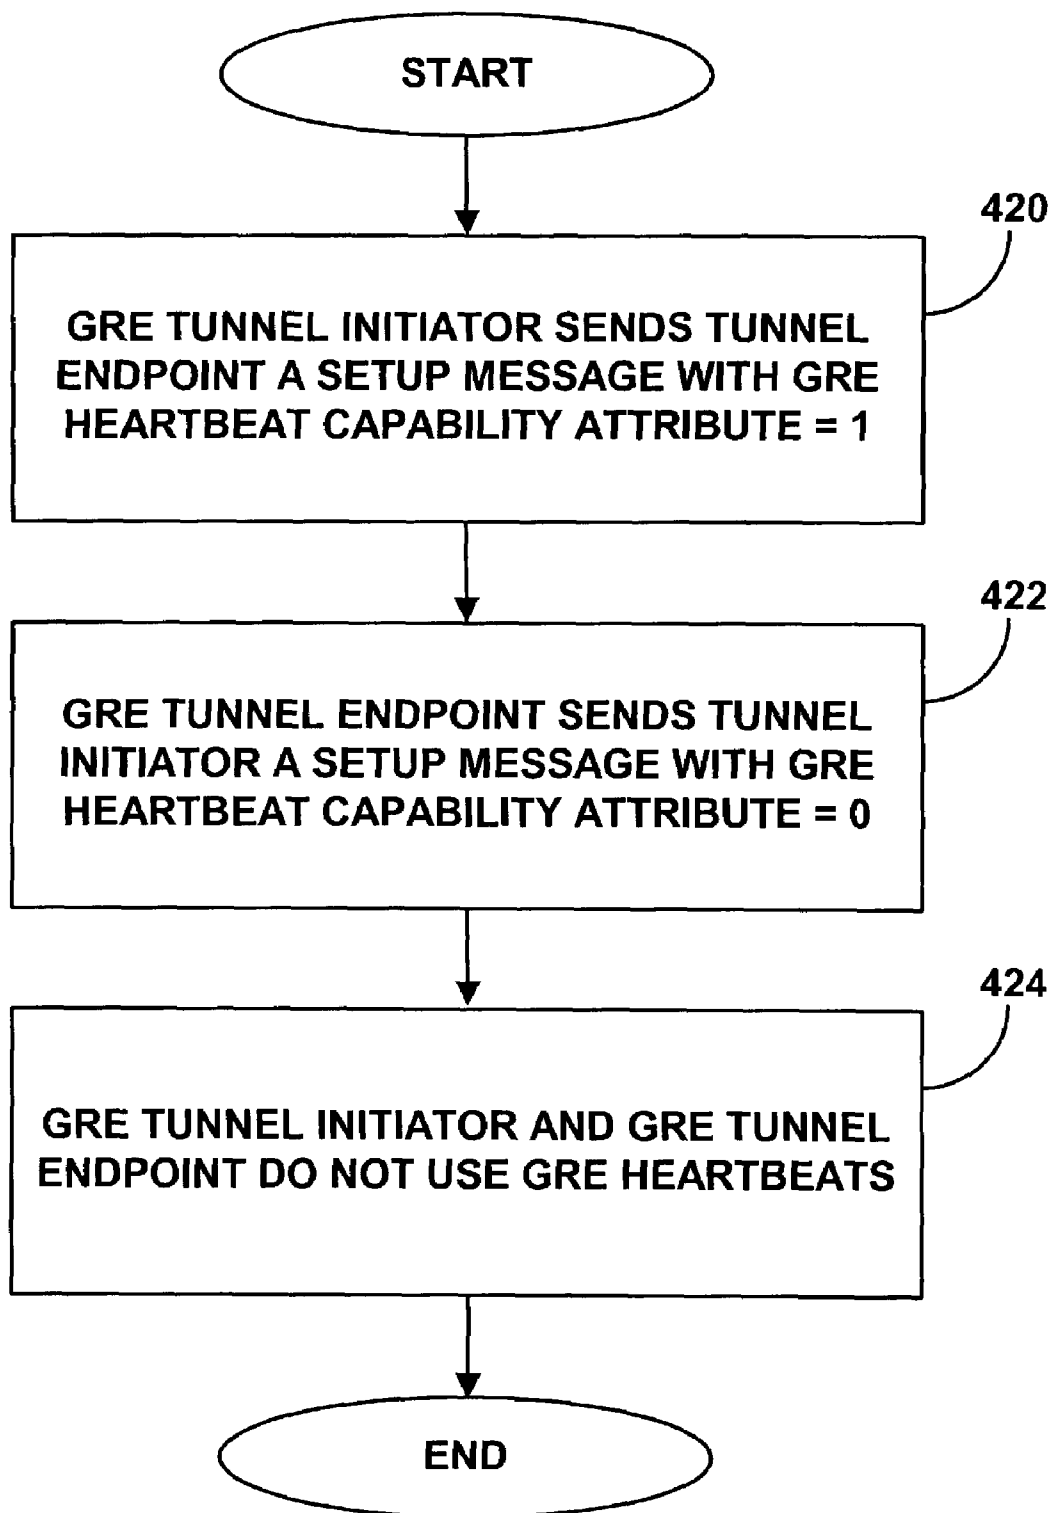 START
420
GRE TUNNEL INITIATOR SENDS TUNNEL
ENDPOINT A SETUP MESSAGE WITH GRE
HEARTBEAT CAPABILITY ATTRIBUTE = 1
422
GRE TUNNEL ENDPOINT SENDS TUNNEL
INITIATOR A SETUP MESSAGE WITH GRE
HEARTBEAT CAPABILITY ATTRIBUTE = 0
424
GRE TUNNEL INITIATOR AND GRE TUNNEL
ENDPOINT DO NOT USE GRE HEARTBEATS
END